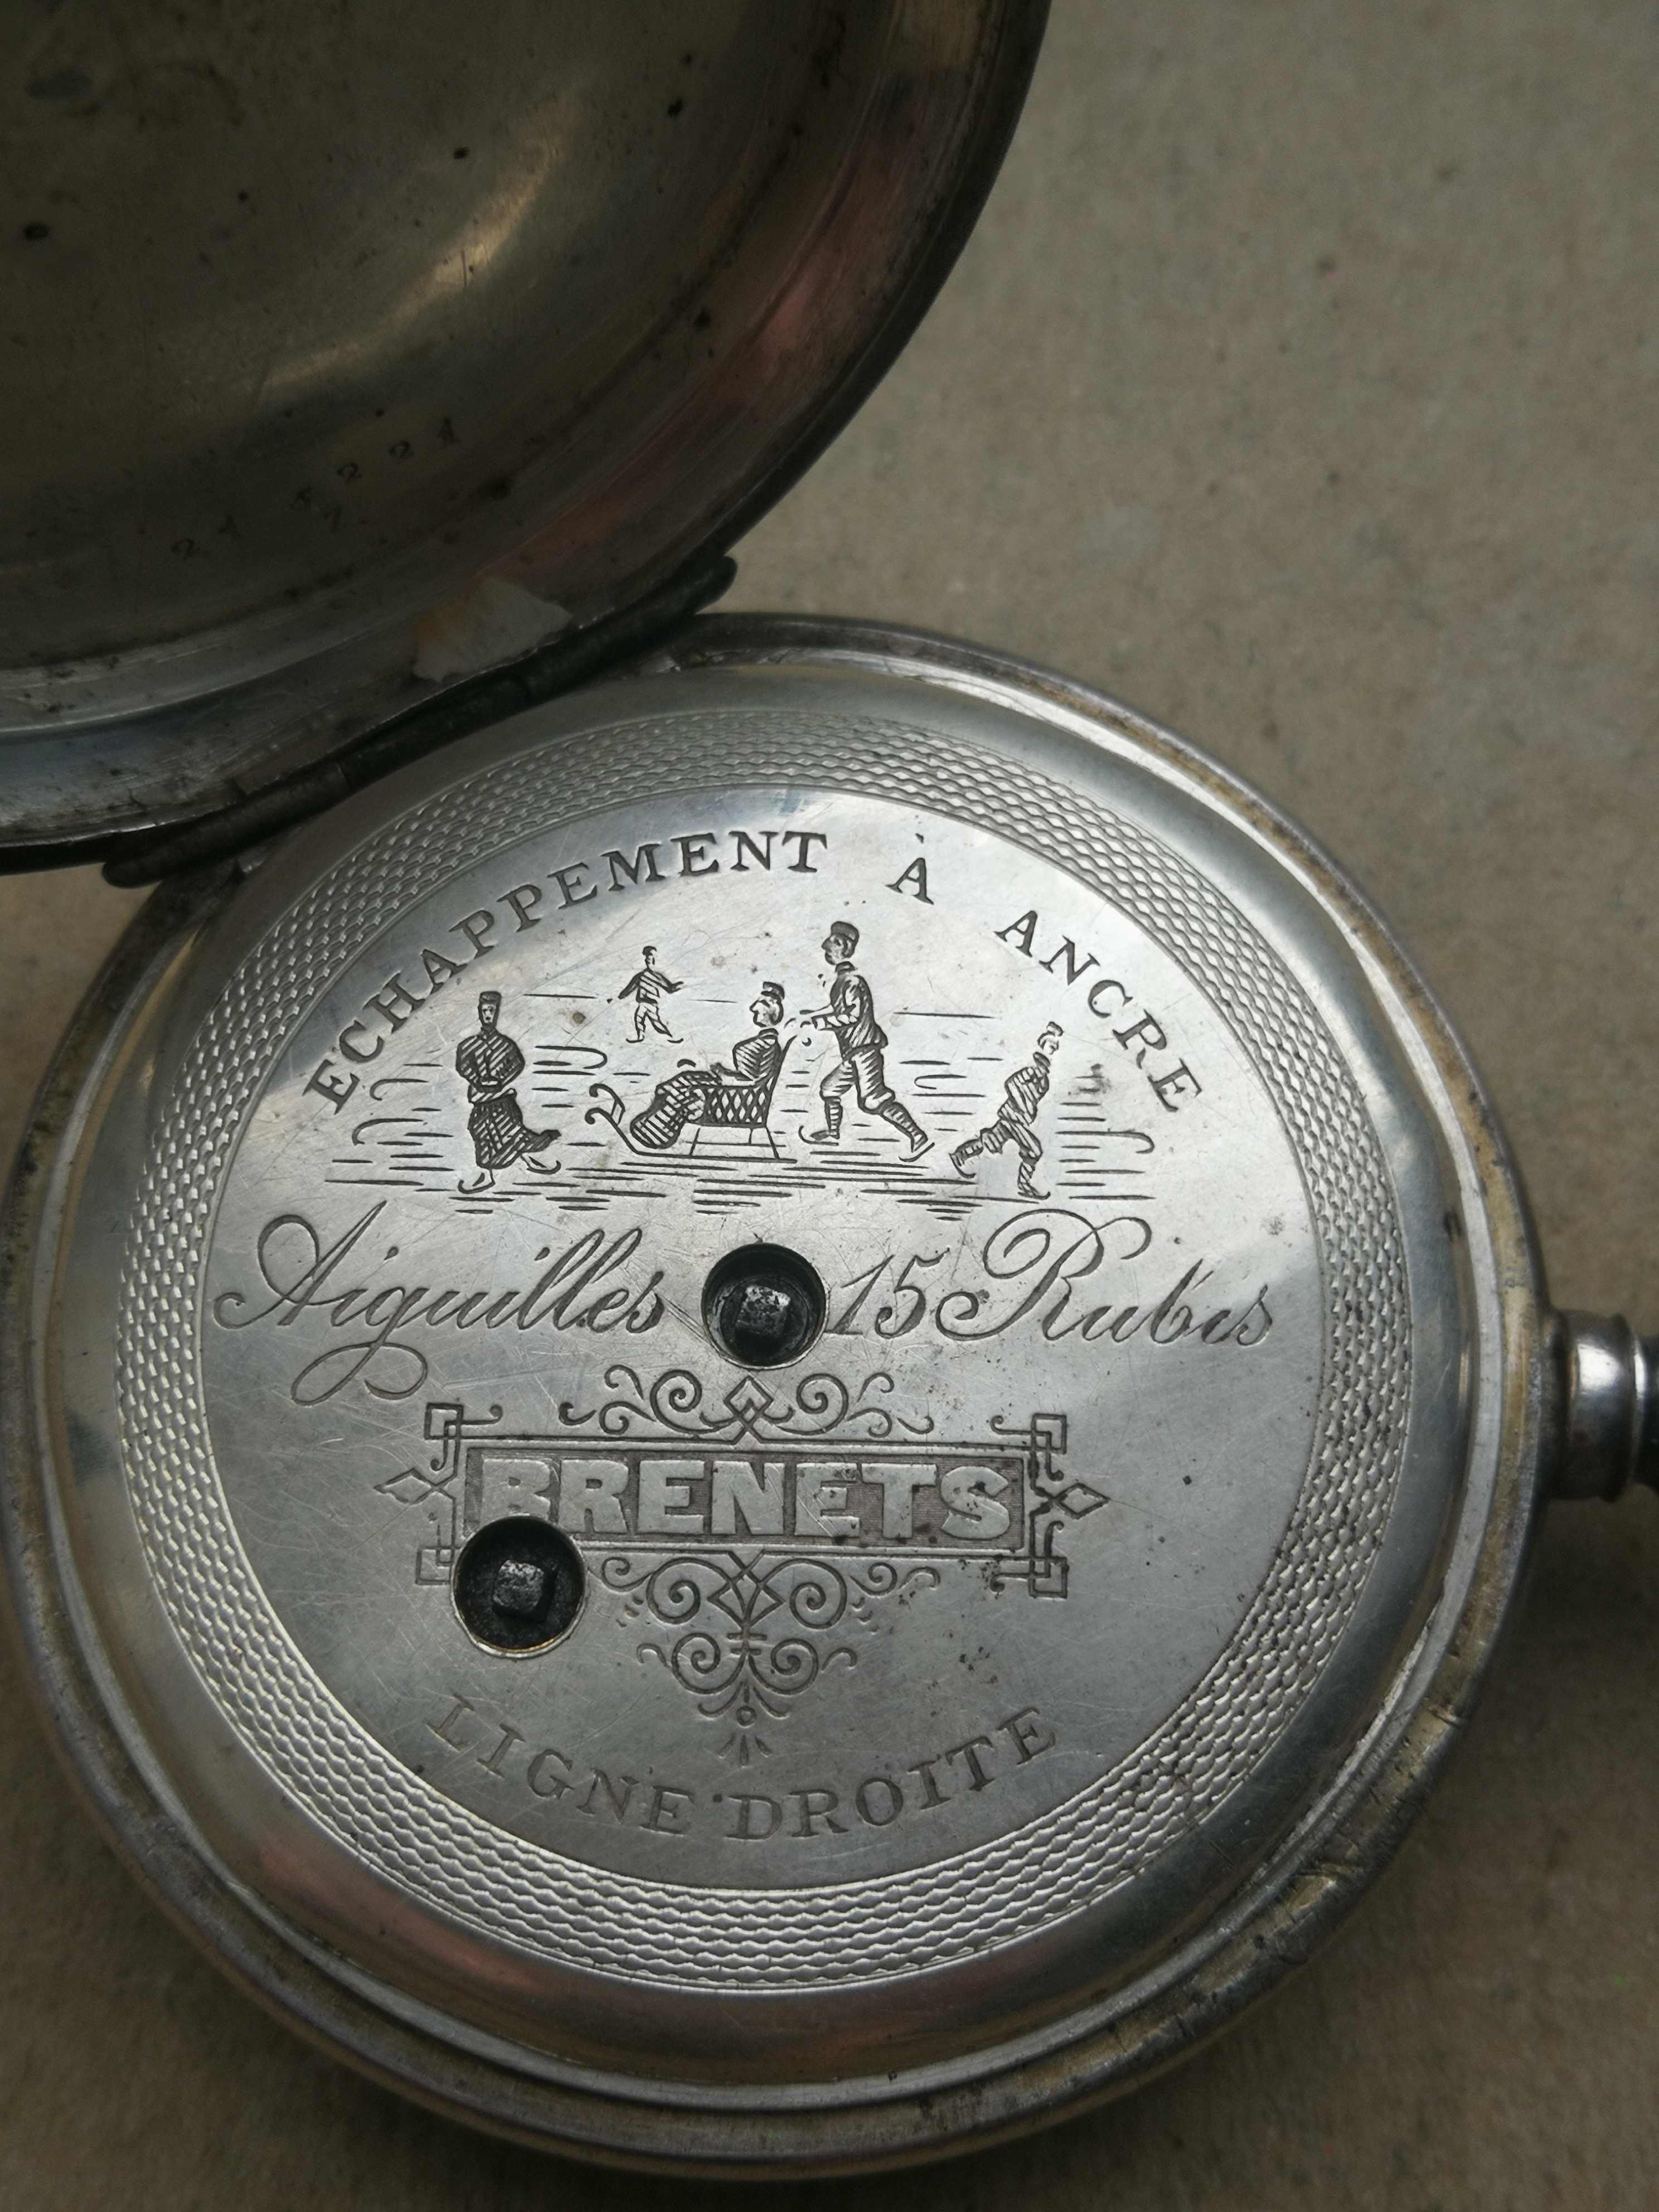 ECHAPPEMENT À ANCRE
Aiguilles 15 Rubis
BRENETS
LIGNE DROITE